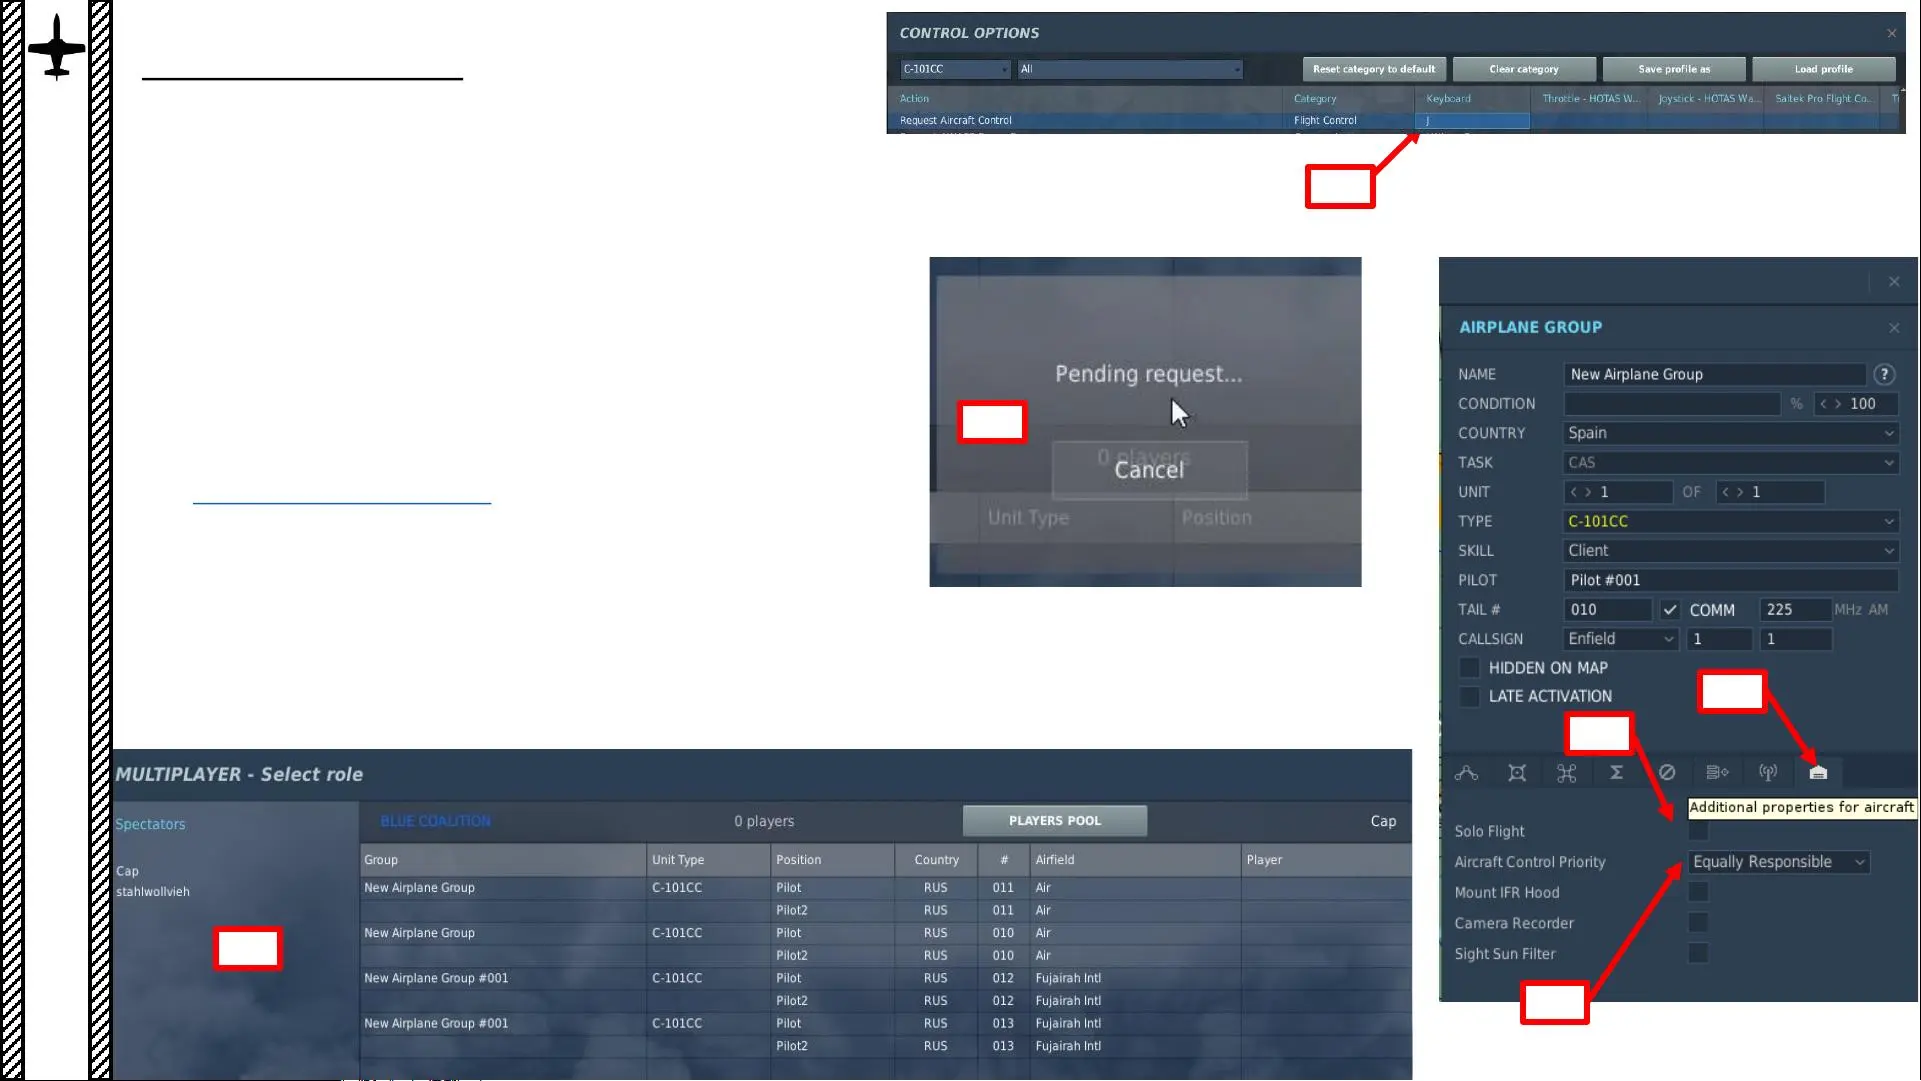 CONTROL OPTIONS
C-101CC All Reset category to default Clear category Save profile as Load profile
Action Category Keyboard Throttle - HOTAS W... Joystick - HOTAS Wa... Saitek Pro Flight Co...
Request Aircraft Control Flight Control J
Pending request...
0 players
Cancel
Unit Type Position
AIRPLANE GROUP
NAME New Airplane Group ?
CONDITION % < > 100
COUNTRY Spain
TASK CAS
UNIT < > 1 OF < > 1
TYPE C-101CC
SKILL Client
PILOT Pilot #001
TAIL # 010 COMM 225 MHz AM
CALLSIGN Enfield 1 1
HIDDEN ON MAP
LATE ACTIVATION
Additional properties for aircraft
Solo Flight
Aircraft Control Priority Equally Responsible
Mount IFR Hood
Camera Recorder
Sight Sun Filter
MULTIPLAYER - Select role
Spectators
Cap
stahlwollvieh
BLUE COALITION 0 players PLAYERS POOL Cap
Group Unit Type Position Country # Airfield Player
New Airplane Group C-101CC Pilot RUS 011 Air
Pilot2 RUS 011 Air
New Airplane Group C-101CC Pilot RUS 010 Air
Pilot2 RUS 010 Air
New Airplane Group #001 C-101CC Pilot RUS 012 Fujairah Intl
Pilot2 RUS 012 Fujairah Intl
New Airplane Group #001 C-101CC Pilot RUS 013 Fujairah Intl
Pilot2 RUS 013 Fujairah Intl